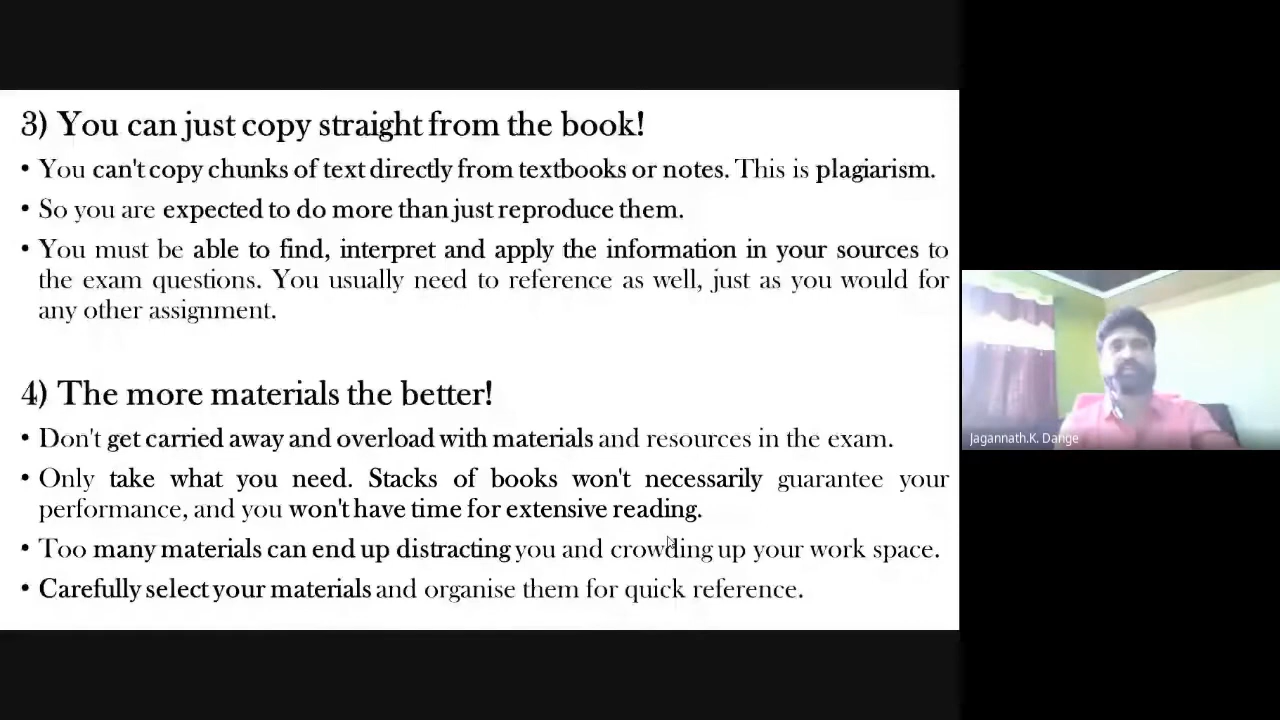 3) You can just copy straight from the book!
• You can't copy chunks of text directly from textbooks or notes. This is plagiarism.
• So you are expected to do more than just reproduce them.
• You must be able to find, interpret and apply the information in your sources to
the exam questions. You usually need to reference as well, just as you would for
any other assignment.
4) The more materials the better!
• Don't get carried away and overload with materials and resources in the exam.
• Only take what you need. Stacks of books won't necessarily guarantee your
performance, and you won't have time for extensive reading.
• Too many materials can end up distracting you and crowding up your work space.
• Carefully select your materials and organise them for quick reference.
Jagannath.K. Dange